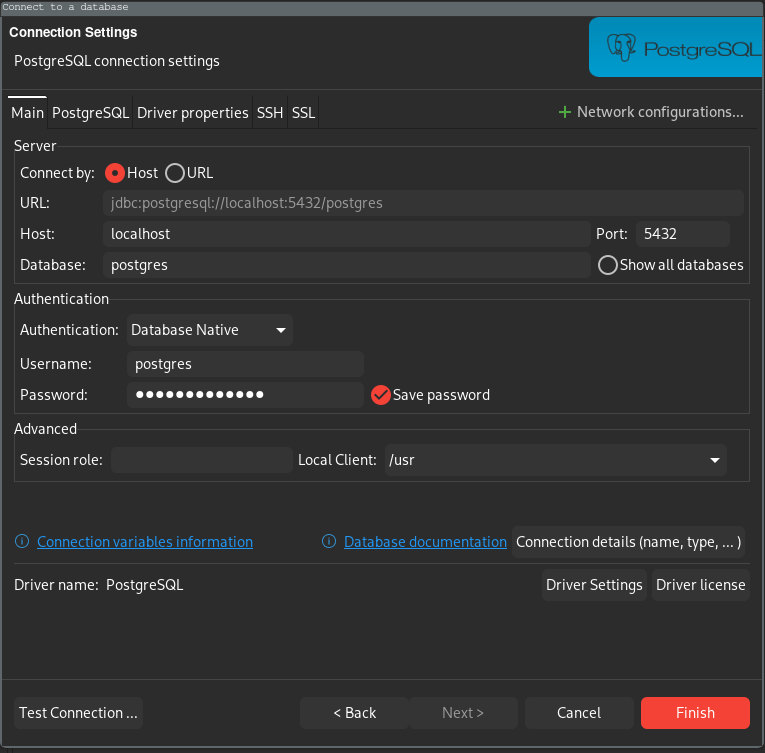 Connect to a database
Connection Settings
PostgreSQL connection settings
PostgreSQL
Main PostgreSQL Driver properties SSH SSL Network configurations...
Server
Connect by: Host URL
URL: jdbc:postgresql://localhost:5432/postgres
Host: localhost Port: 5432
Database: postgres Show all databases
Authentication
Authentication: Database Native
Username: postgres
Password: ●●●●●●●●●●●●● Save password
Advanced
Session role: Local Client: /usr
Connection variables information Database documentation Connection details (name, type, ... )
Driver name: PostgreSQL Driver Settings Driver license
Test Connection ... < Back Next > Cancel Finish